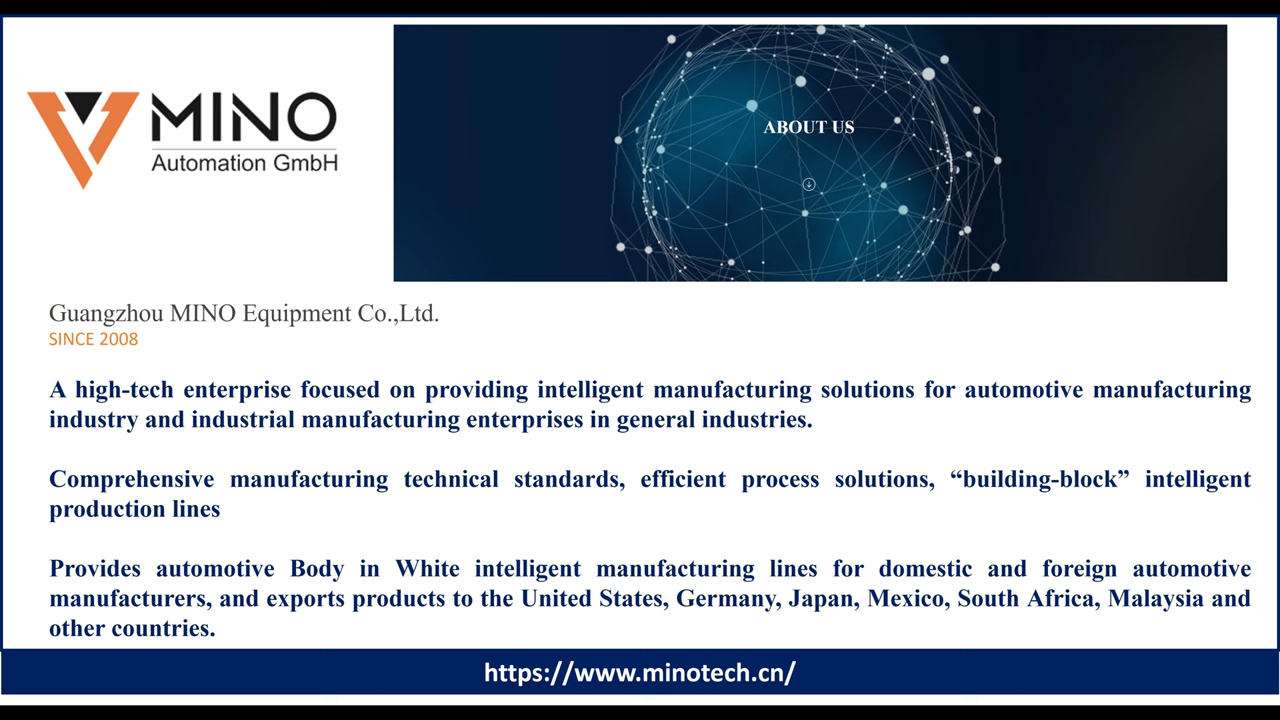 MINO
Automation GmbH
ABOUT US
Guangzhou MINO Equipment Co.,Ltd.
SINCE 2008
A high-tech enterprise focused on providing intelligent manufacturing solutions for automotive manufacturing
industry and industrial manufacturing enterprises in general industries.
Comprehensive manufacturing technical standards, efficient process solutions, “building-block” intelligent
production lines
Provides automotive Body in White intelligent manufacturing lines for domestic and foreign automotive
manufacturers, and exports products to the United States, Germany, Japan, Mexico, South Africa, Malaysia and
other countries.
https://www.minotech.cn/